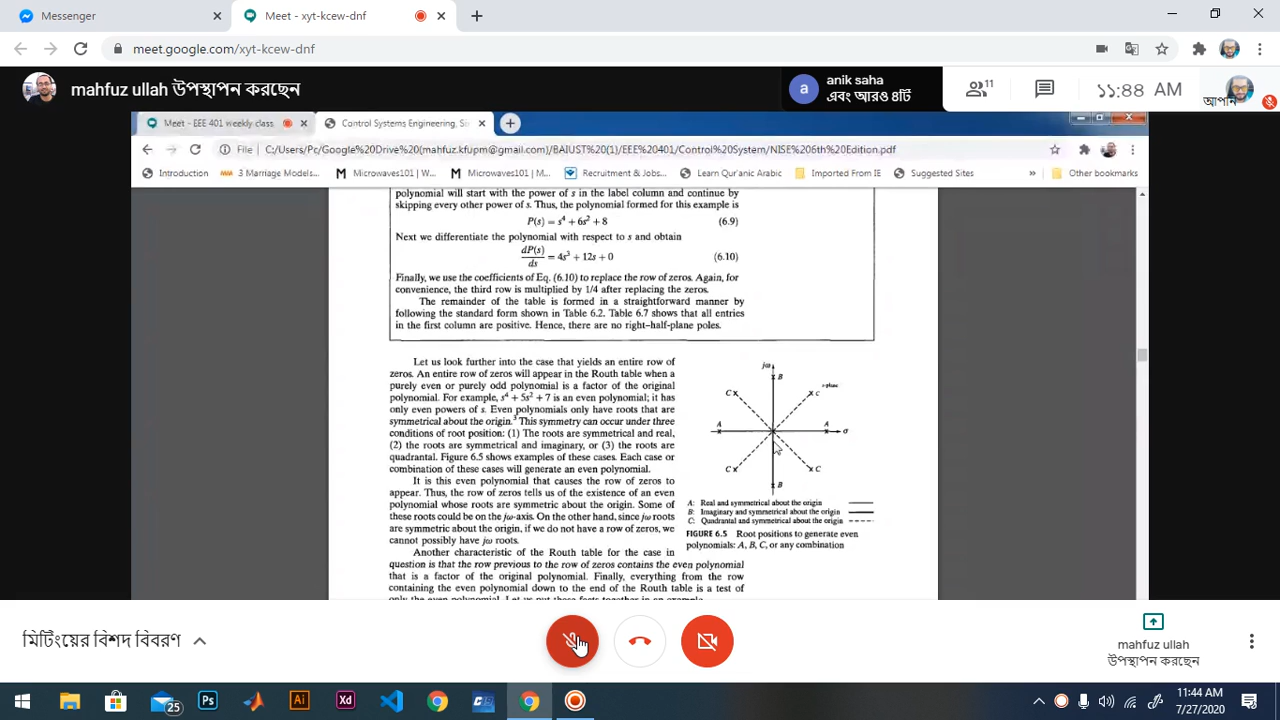 Messenger
Meet - xyt-kcew-dnf
meet.google.com/xyt-kcew-dnf
mahfuz ullah উপস্থাপন করছেন
a
anik saha
এবং আরও ৪টি
11
১১:৪৪ AM
আপনি
Meet - EEE 401 weekly class
Control Systems Engineering, Six
File
C:/Users/Pc/Google%20Drive%20(mahfuz.kfupm@gmail.com)/BAIUST%20(1)/EEE%20401/Control%20System/NISE%206th%20Edition.pdf
Introduction
3 Marriage Models...
Microwaves101 | W...
Microwaves101 | M...
Recruitment & Jobs...
Learn Qur'anic Arabic
Imported From IE
Suggested Sites
»
Other bookmarks
polynomial will start with the power of s in the label column and continue by
skipping every other power of s. Thus, the polynomial formed for this example is
P(s) = s⁴ + 6s² + 8 (6.9)
Next we differentiate the polynomial with respect to s and obtain
dP(s)/ds = 4s³ + 12s + 0 (6.10)
Finally, we use the coefficients of Eq. (6.10) to replace the row of zeros. Again, for
convenience, the third row is multiplied by 1/4 after replacing the zeros.
The remainder of the table is formed in a straightforward manner by
following the standard form shown in Table 6.2. Table 6.7 shows that all entries
in the first column are positive. Hence, there are no right–half-plane poles.
Let us look further into the case that yields an entire row of
zeros. An entire row of zeros will appear in the Routh table when a
purely even or purely odd polynomial is a factor of the original
polynomial. For example, s⁴ + 5s² + 7 is an even polynomial; it has
only even powers of s. Even polynomials only have roots that are
symmetrical about the origin.³ This symmetry can occur under three
conditions of root position: (1) The roots are symmetrical and real,
(2) the roots are symmetrical and imaginary, or (3) the roots are
quadrantal. Figure 6.5 shows examples of these cases. Each case or
combination of these cases will generate an even polynomial.
It is this even polynomial that causes the row of zeros to
appear. Thus, the row of zeros tells us of the existence of an even
polynomial whose roots are symmetric about the origin. Some of
these roots could be on the jω-axis. On the other hand, since jω roots
are symmetric about the origin, if we do not have a row of zeros, we
cannot possibly have jω roots.
Another characteristic of the Routh table for the case in
question is that the row previous to the row of zeros contains the even polynomial
that is a factor of the original polynomial. Finally, everything from the row
containing the even polynomial down to the end of the Routh table is a test of
only the even polynomial. Let us put these facts together in an example.
jω
B
s-plane
C
C
A
A
σ
C
C
B
A: Real and symmetrical about the origin
B: Imaginary and symmetrical about the origin
C: Quadrantal and symmetrical about the origin
FIGURE 6.5 Root positions to generate even
polynomials: A, B, C, or any combination
মিটিংয়ের বিশদ বিবরণ
mahfuz ullah
উপস্থাপন করছেন
25
Ps
Ai
Xd
11:44 AM
7/27/2020